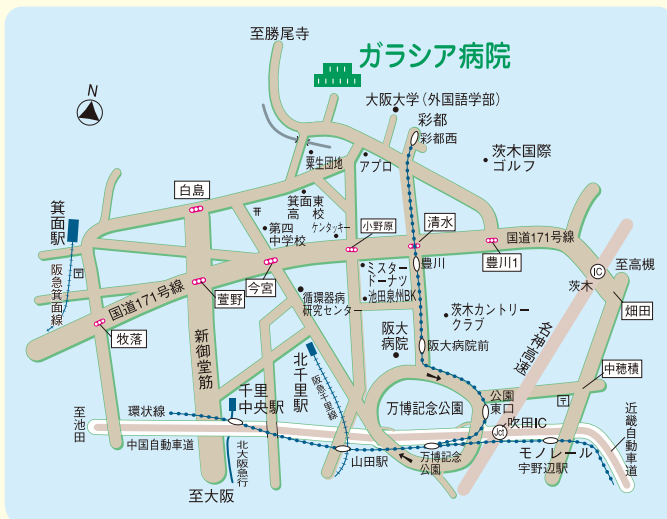 至勝尾寺
ガラシア病院
N
大阪大学(外国語学部)
彩都
彩都西
粟生団地
アプロ
茨木国際
ゴルフ
白島
箕面東
高校
箕面駅
第四
中学校
ケンタッキー
小野原
清水
国道171号線
豊川1
阪急箕面線
今宮
ミスター
ドーナツ
池田泉州BK
豊川
IC
茨木
至高槻
国道171号線
萱野
循環器病
研究センター
茨木カントリー
クラブ
畑田
牧落
新御堂筋
北千里駅
阪大
病院
阪大病院前
名神高速
中穂積
至池田
環状線
千里
中央駅
阪急千里線
万博記念公園
公園
東口
吹田IC
Jct
近畿自動車道
中国自動車道
北大阪急行
山田駅
万博記念
公園
モノレール
宇野辺駅
至大阪